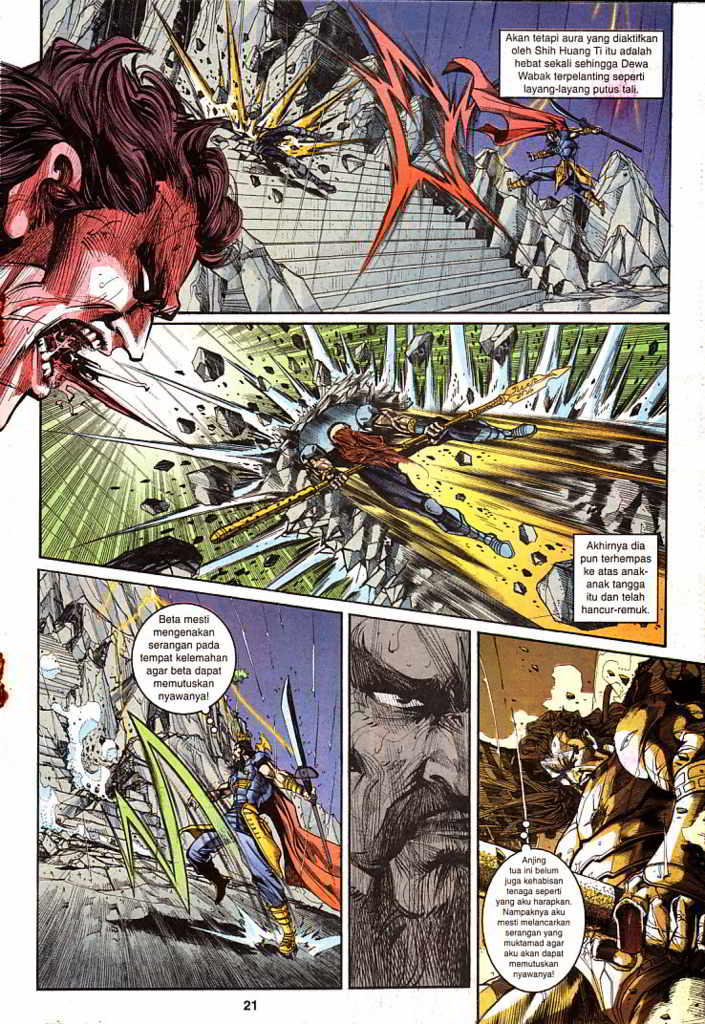 Akan tetapi aura yang diaktifkan
oleh Shih Huang Ti itu adalah
hebat sekali sehingga Dewa
Wabak terpelanting seperti
layang-layang putus tali.
Akhirnya dia
pun terhempas
ke atas anak-
anak tangga
itu dan telah
hancur-remuk.
Beta mesti
mengenakan
serangan pada
tempat kelemahan
agar beta dapat
memutuskan
nyawanya!
Anjing
tua ini belum
juga kehabisan
tenaga seperti
yang aku harapkan.
Nampaknya aku
mesti melancarkan
serangan yang
muktamad agar
aku akan dapat
memutuskan
nyawanya!
21